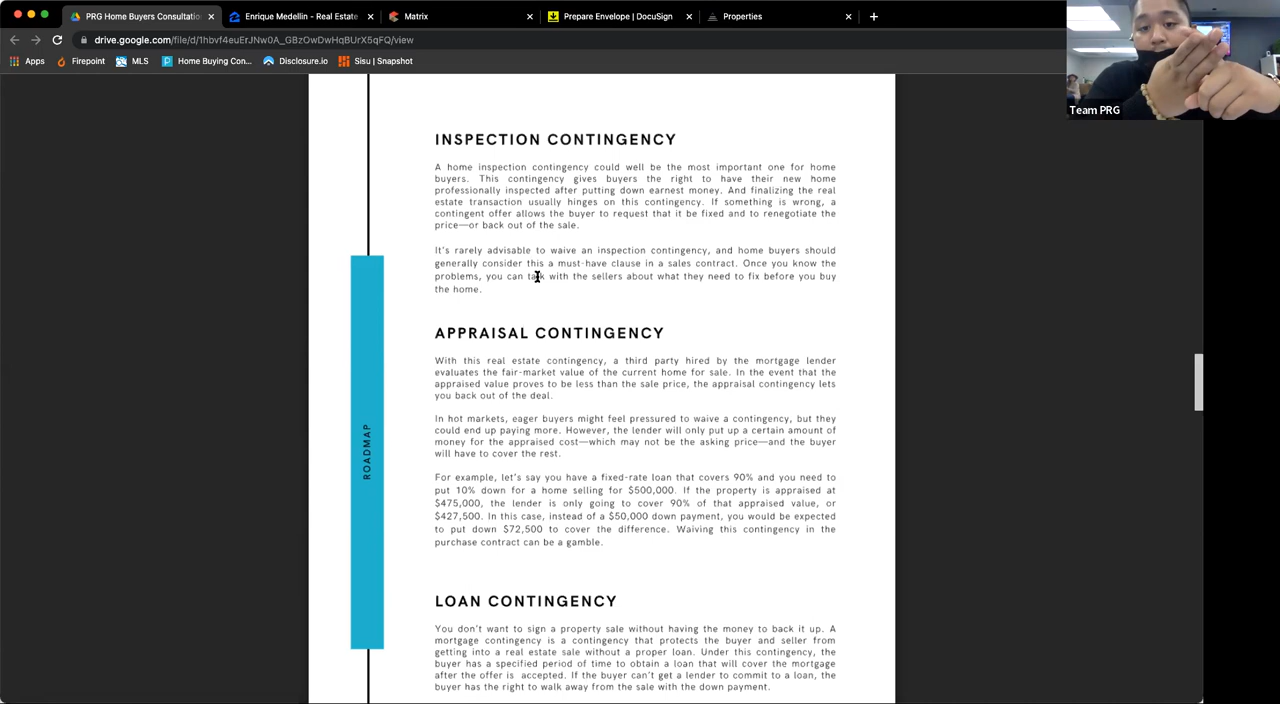 PRG Home Buyers Consultatio
Enrique Medellin - Real Estate
Matrix
Prepare Envelope | DocuSign
Properties
drive.google.com/file/d/1hbvf4euErJNw0A_GBzOwDwHqBUrX5qFQ/view
Apps
Firepoint
MLS
Home Buying Con...
Disclosure.io
Sisu | Snapshot
Team PRG
INSPECTION CONTINGENCY
A home inspection contingency could well be the most important one for home
buyers. This contingency gives buyers the right to have their new home
professionally inspected after putting down earnest money. And finalizing the real
estate transaction usually hinges on this contingency. If something is wrong, a
contingent offer allows the buyer to request that it be fixed and to renegotiate the
price—or back out of the sale.
It's rarely advisable to waive an inspection contingency, and home buyers should
generally consider this a must-have clause in a sales contract. Once you know the
problems, you can talk with the sellers about what they need to fix before you buy
the home.
APPRAISAL CONTINGENCY
With this real estate contingency, a third party hired by the mortgage lender
evaluates the fair-market value of the current home for sale. In the event that the
appraised value proves to be less than the sale price, the appraisal contingency lets
you back out of the deal.
In hot markets, eager buyers might feel pressured to waive a contingency, but they
could end up paying more. However, the lender will only put up a certain amount of
money for the appraised cost—which may not be the asking price—and the buyer
will have to cover the rest.
For example, let's say you have a fixed-rate loan that covers 90% and you need to
put 10% down for a home selling for $500,000. If the property is appraised at
$475,000, the lender is only going to cover 90% of that appraised value, or
$427,500. In this case, instead of a $50,000 down payment, you would be expected
to put down $72,500 to cover the difference. Waiving this contingency in the
purchase contract can be a gamble.
ROADMAP
LOAN CONTINGENCY
You don't want to sign a property sale without having the money to back it up. A
mortgage contingency is a contingency that protects the buyer and seller from
getting into a real estate sale without a proper loan. Under this contingency, the
buyer has a specified period of time to obtain a loan that will cover the mortgage
after the offer is accepted. If the buyer can't get a lender to commit to a loan, the
buyer has the right to walk away from the sale with the down payment.